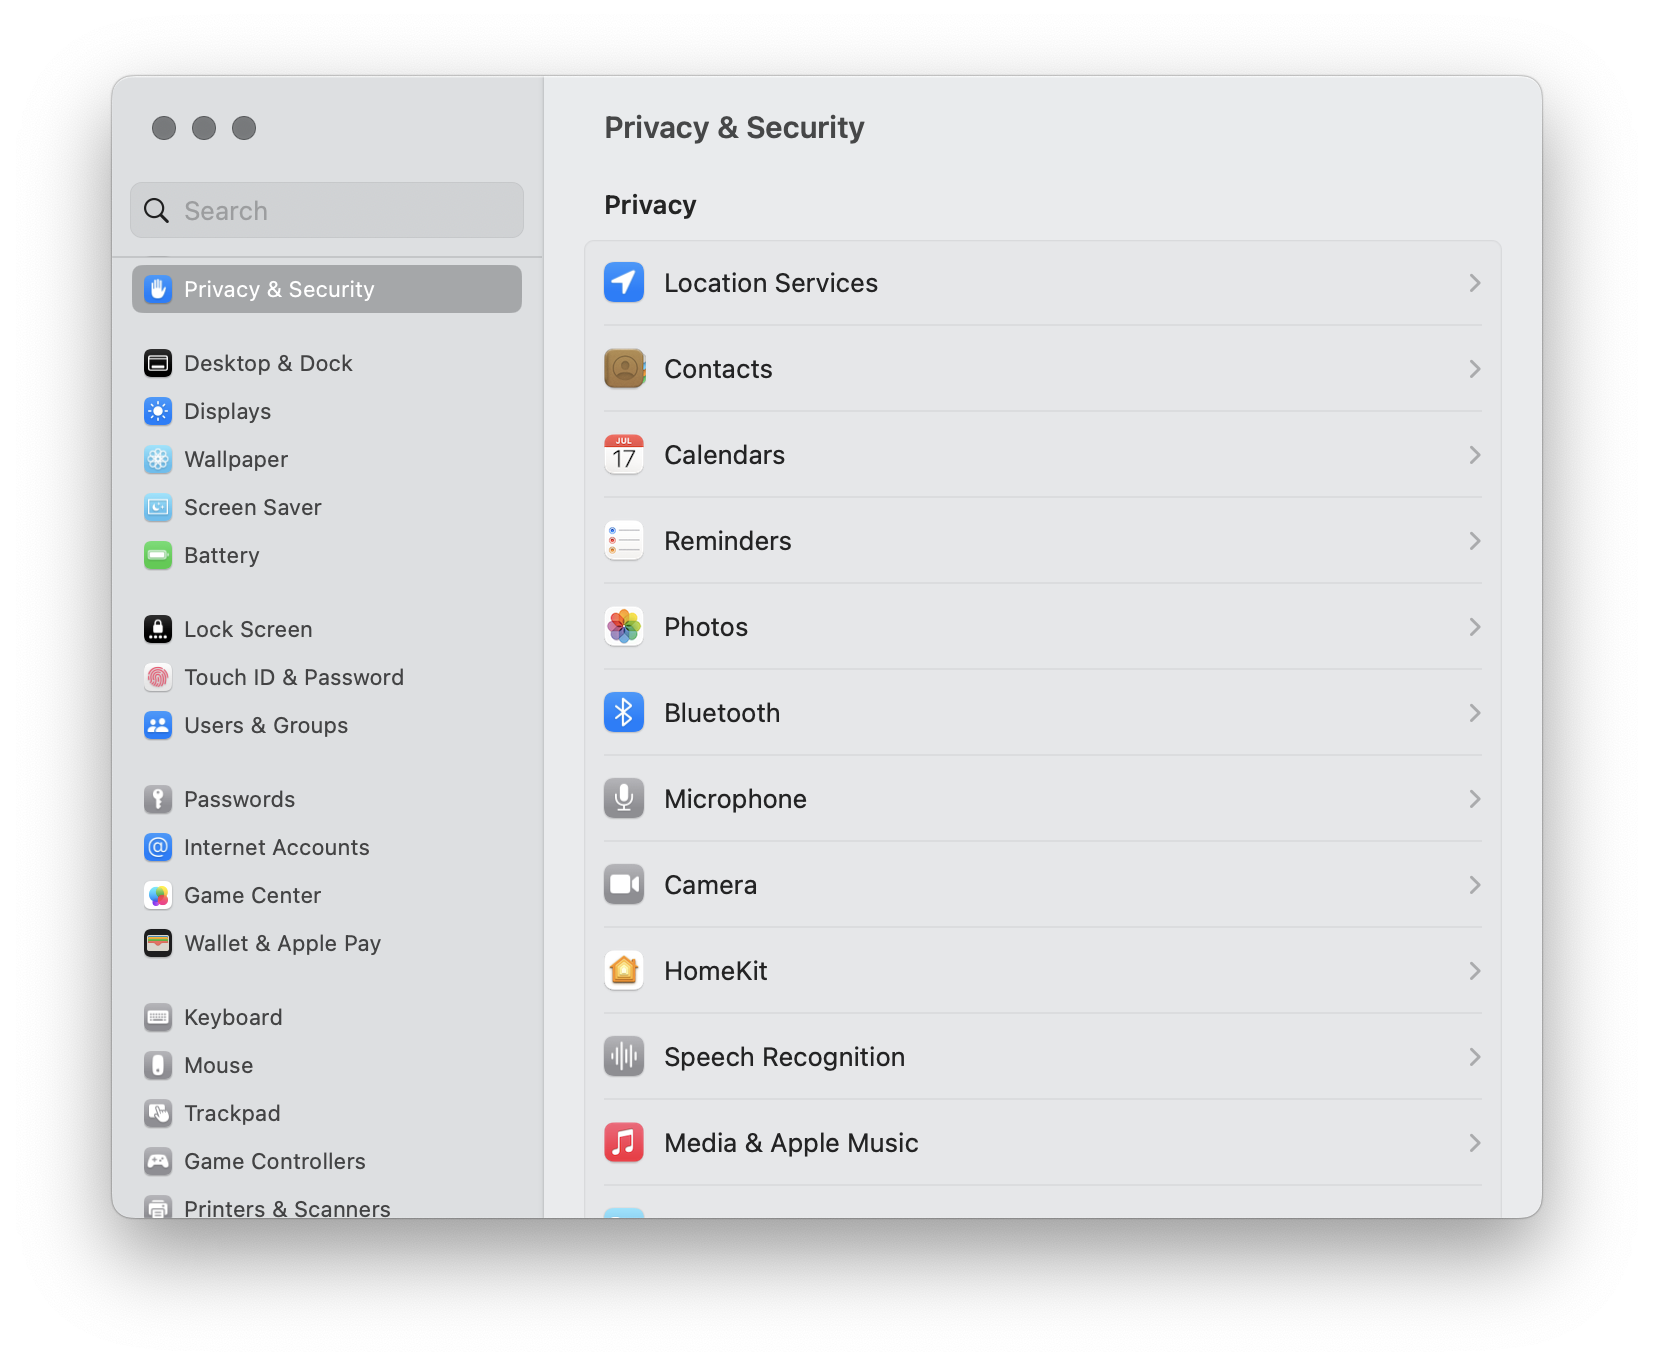 Search
Privacy & Security
Desktop & Dock
Displays
Wallpaper
Screen Saver
Battery
Lock Screen
Touch ID & Password
Users & Groups
Passwords
@
Internet Accounts
Game Center
Wallet & Apple Pay
Keyboard
Mouse
Trackpad
Game Controllers
Printers & Scanners
Privacy & Security
Privacy
Location Services
Contacts
JUL
17
Calendars
Reminders
Photos
Bluetooth
Microphone
Camera
HomeKit
Speech Recognition
Media & Apple Music